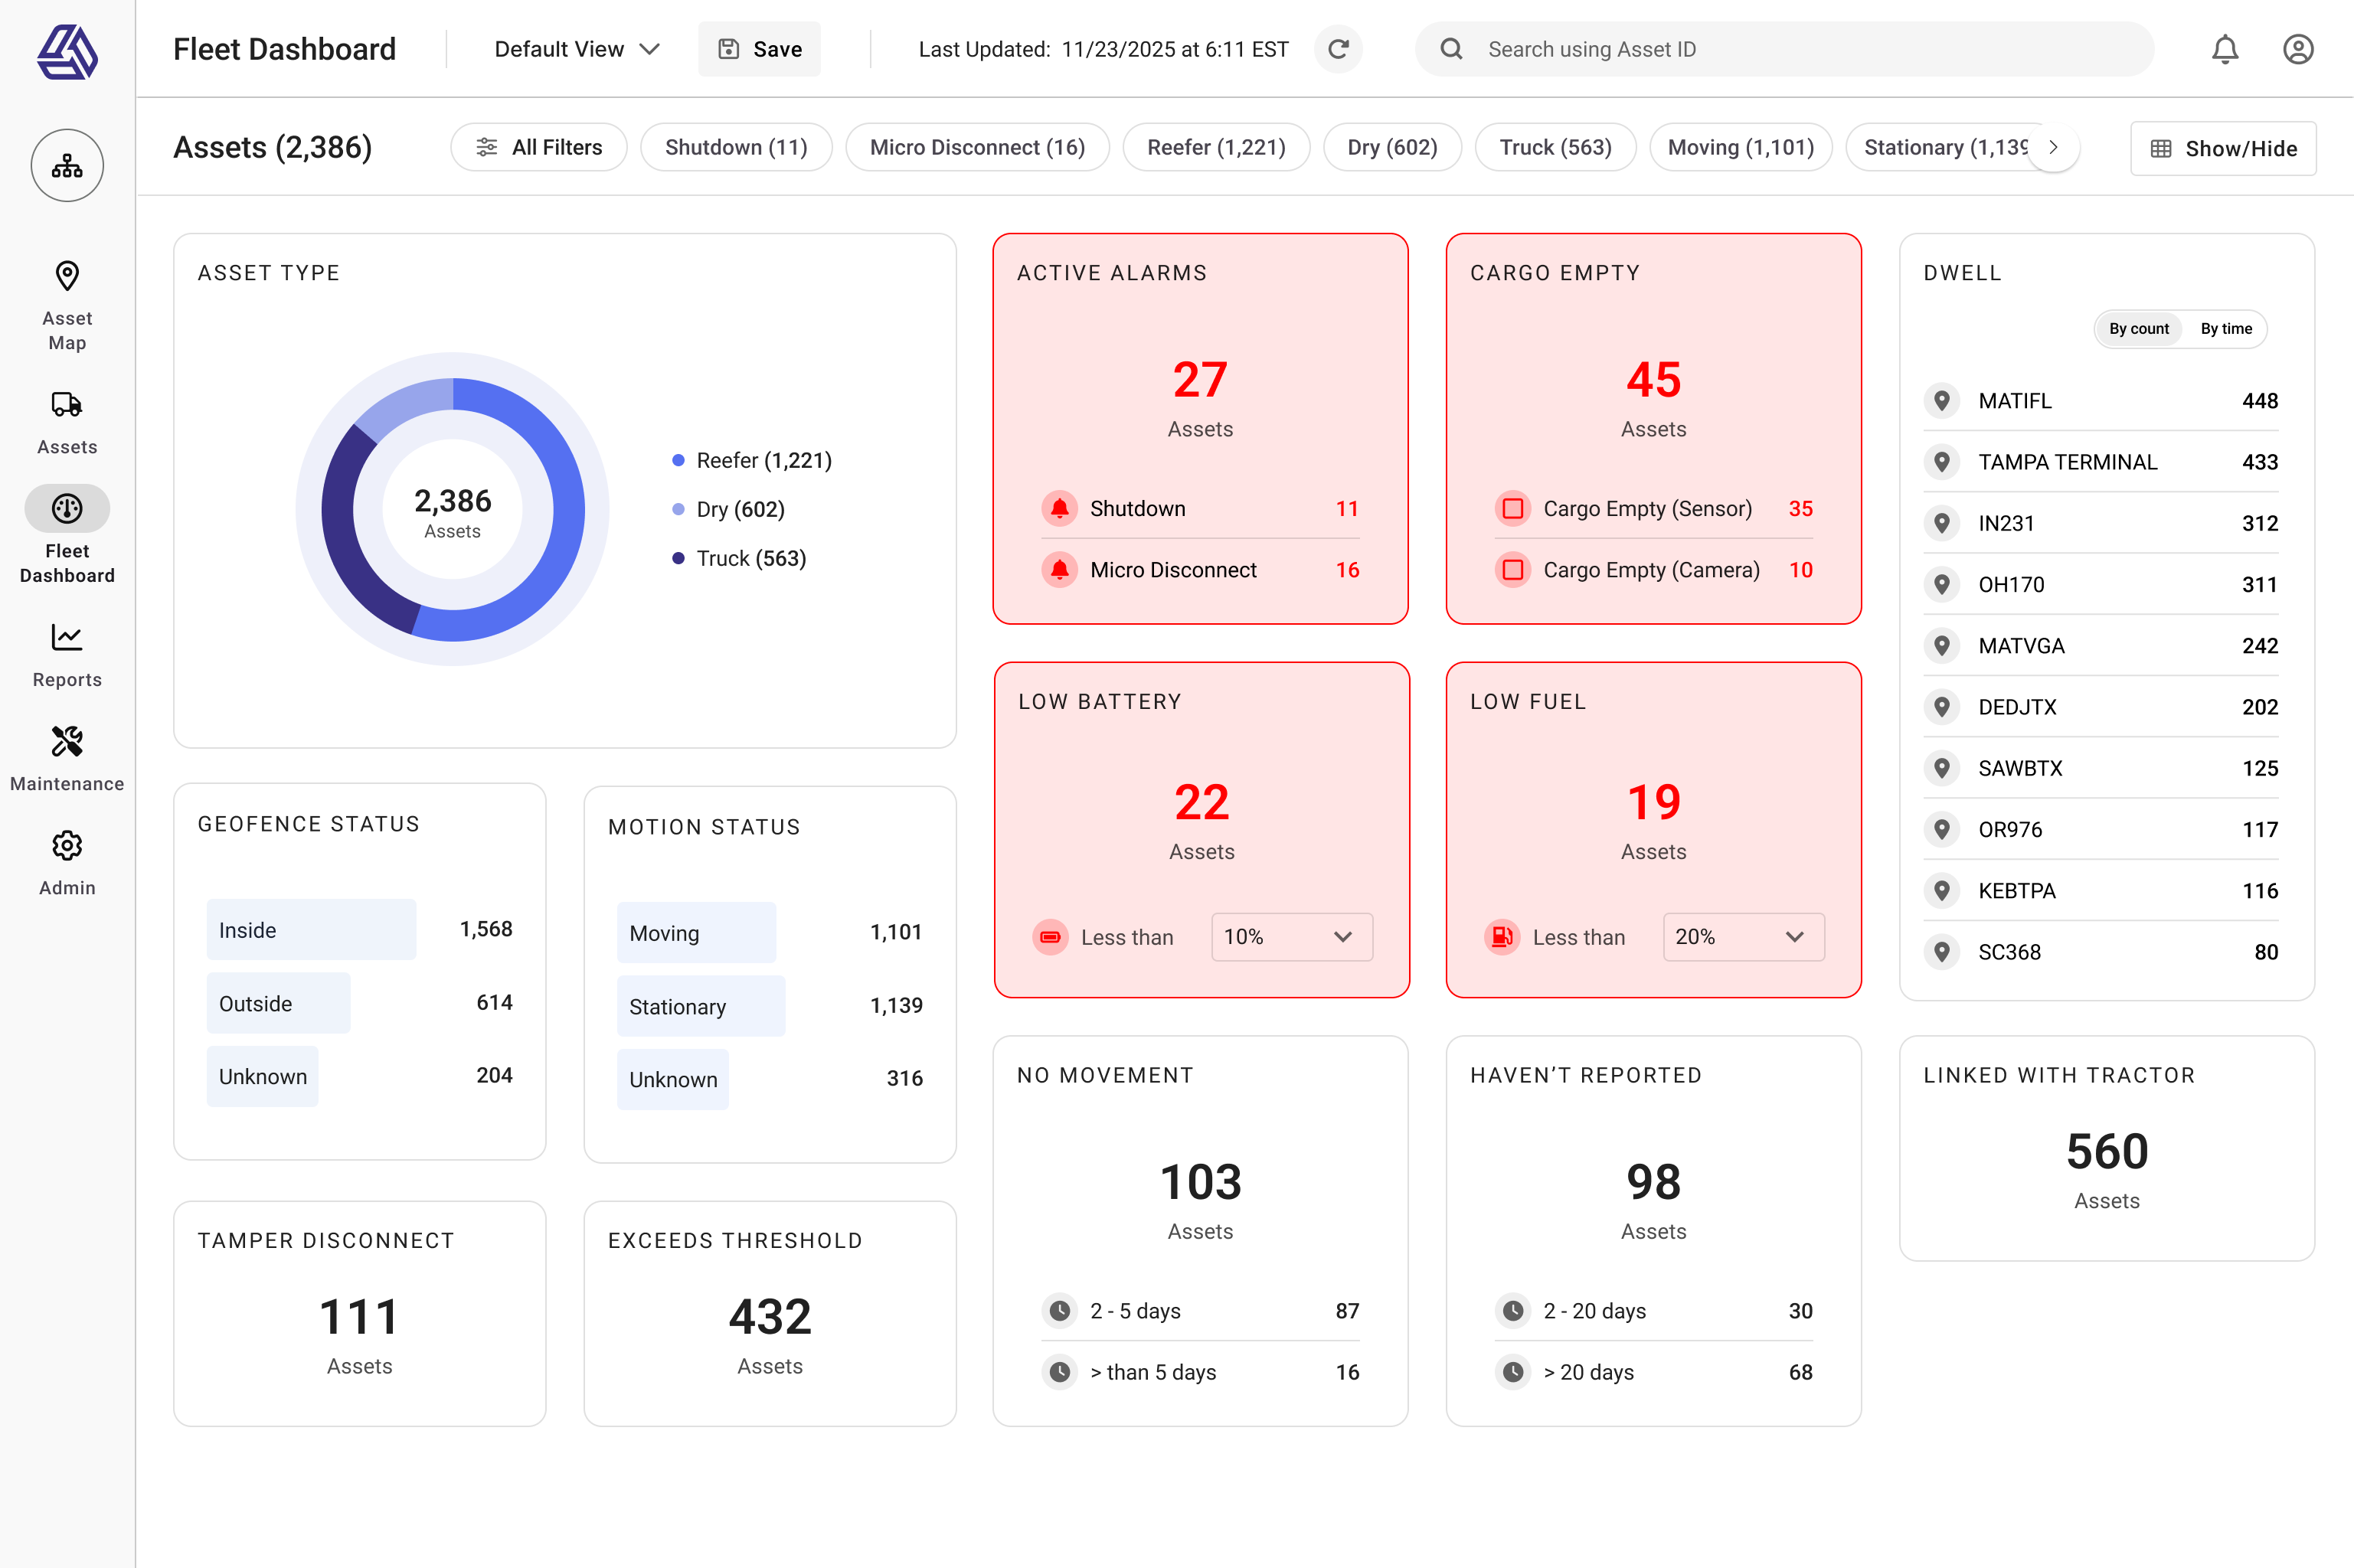 Fleet Dashboard
Default View
Save
Last Updated: 11/23/2025 at 6:11 EST
Search using Asset ID
Assets (2,386)
All Filters
Shutdown (11)
Micro Disconnect (16)
Reefer (1,221)
Dry (602)
Truck (563)
Moving (1,101)
Stationary (1,139
Show/Hide
Asset
Map
Assets
Fleet
Dashboard
Reports
Maintenance
Admin
ASSET TYPE
2,386
Assets
Reefer (1,221)
Dry (602)
Truck (563)
ACTIVE ALARMS
27
Assets
Shutdown 11
Micro Disconnect 16
CARGO EMPTY
45
Assets
Cargo Empty (Sensor) 35
Cargo Empty (Camera) 10
DWELL
By count By time
MATIFL 448
TAMPA TERMINAL 433
IN231 312
OH170 311
MATVGA 242
DEDJTX 202
SAWBTX 125
OR976 117
KEBTPA 116
SC368 80
LOW BATTERY
22
Assets
Less than 10%
LOW FUEL
19
Assets
Less than 20%
GEOFENCE STATUS
Inside 1,568
Outside 614
Unknown 204
MOTION STATUS
Moving 1,101
Stationary 1,139
Unknown 316
NO MOVEMENT
103
Assets
2 - 5 days 87
> than 5 days 16
HAVEN’T REPORTED
98
Assets
2 - 20 days 30
> 20 days 68
LINKED WITH TRACTOR
560
Assets
TAMPER DISCONNECT
111
Assets
EXCEEDS THRESHOLD
432
Assets